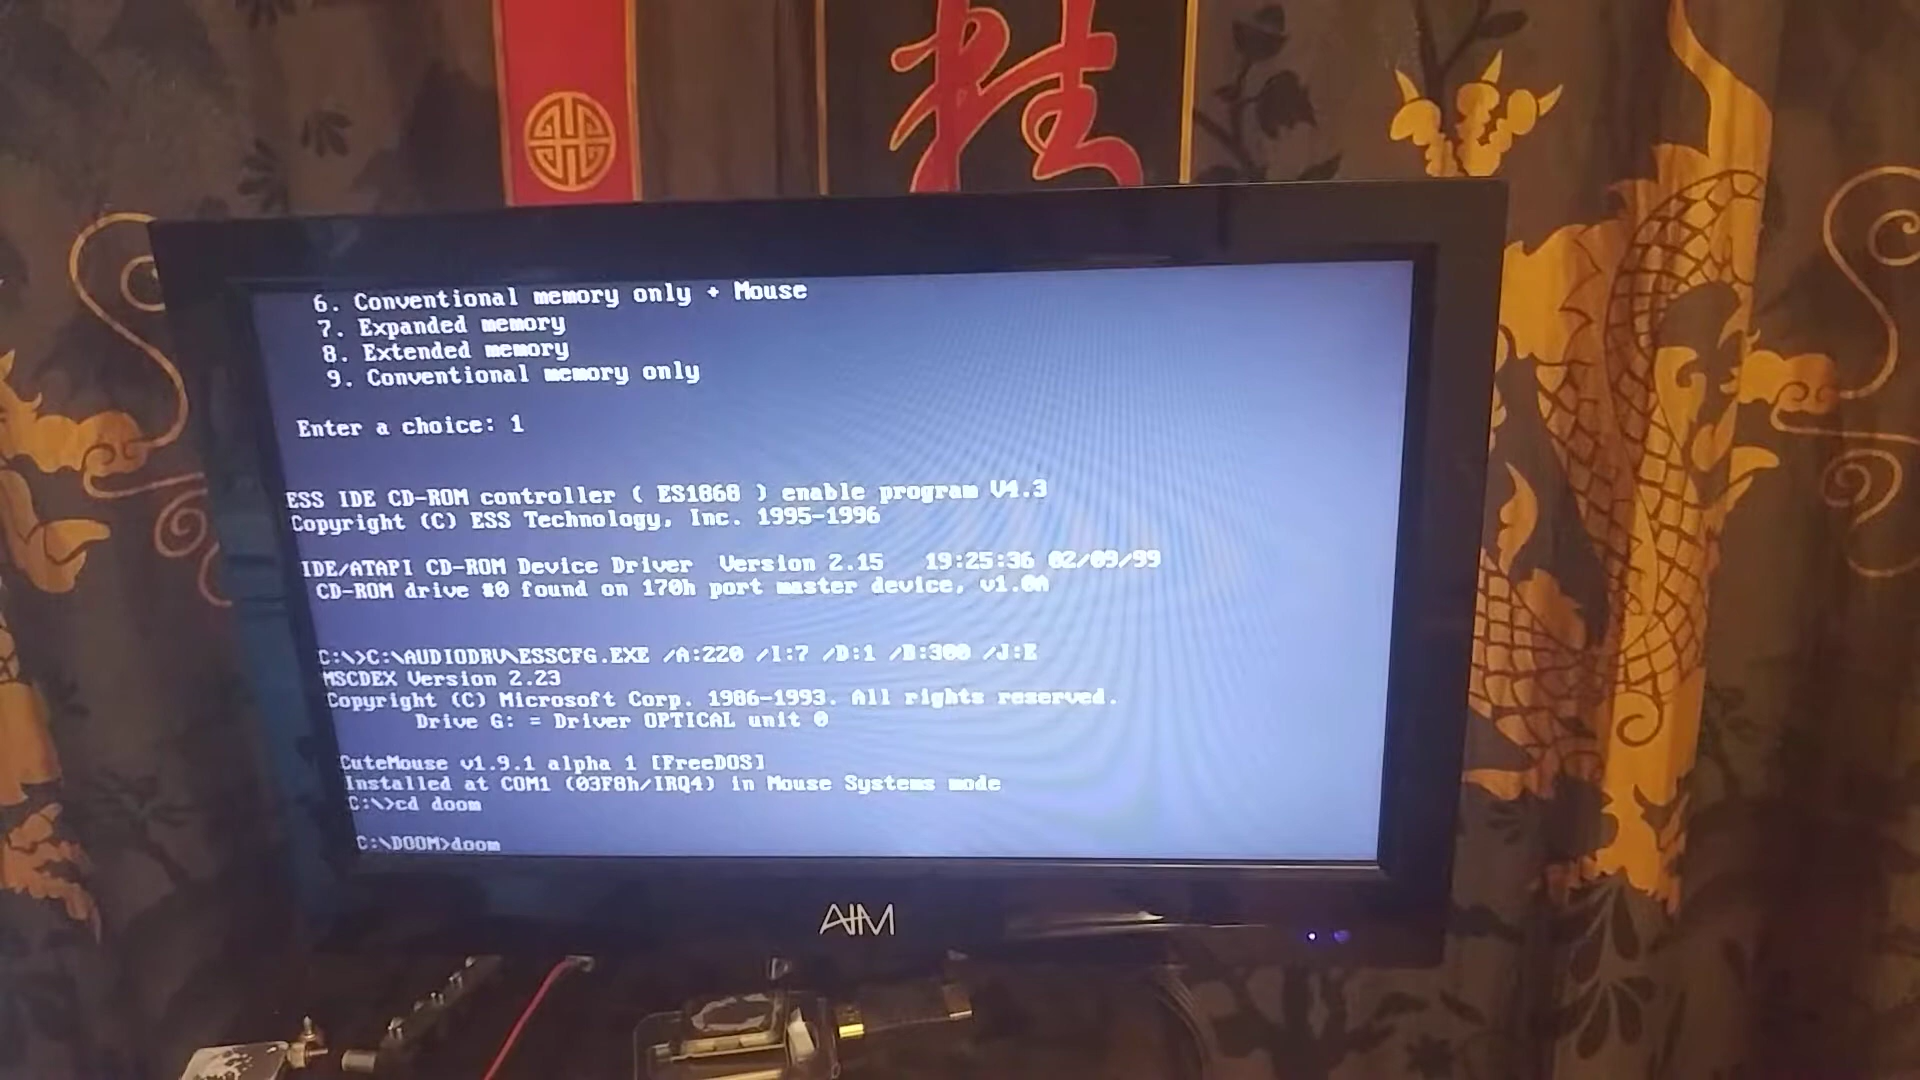 桂
6. Conventional memory only + Mouse
7. Expanded memory
8. Extended memory
9. Conventional memory only
Enter a choice: 1
ESS IDE CD-ROM controller ( ES1868 ) enable program V4.3
Copyright (C) ESS Technology, Inc. 1995-1996
IDE/ATAPI CD-ROM Device Driver  Version 2.15   19:25:36 02/09/99
CD-ROM drive #0 found on 170h port master device, v1.0A
C:\>C:\AUDIODRV\ESSCFG.EXE /A:220 /I:7 /D:1 /B:300 /J:E
MSCDEX Version 2.23
Copyright (C) Microsoft Corp. 1986-1993. All rights reserved.
Drive G: = Driver OPTICAL unit 0
CuteMouse v1.9.1 alpha 1 [FreeDOS]
Installed at COM1 (03F8h/IRQ4) in Mouse Systems mode
C:\>cd doom
C:\DOOM>doom
AIM